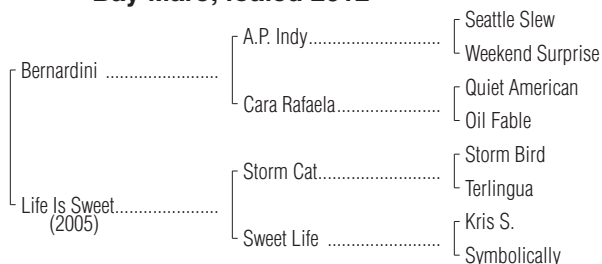 Bay Mare; foaled 2012
Seattle Slew
A.P. Indy
Weekend Surprise
Bernardini
Quiet American
Cara Rafaela
Oil Fable
Storm Bird
Storm Cat
Terlingua
Life Is Sweet
(2005)
Kris S.
Sweet Life
Symbolically